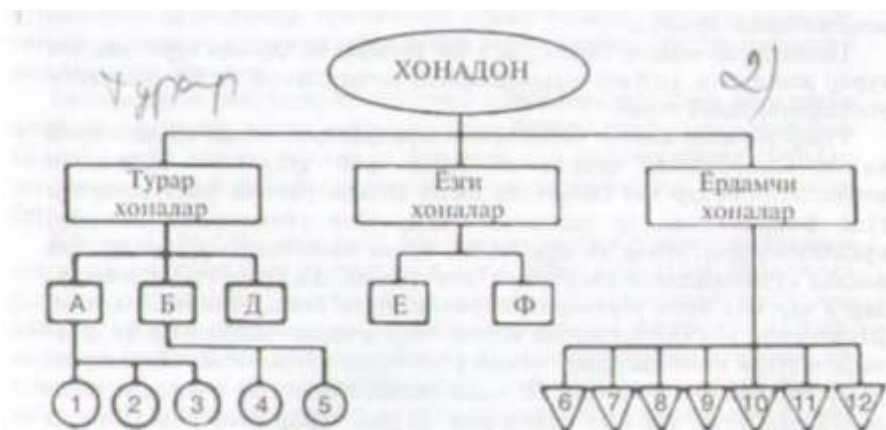 ХОНАДОН
Турар
2)
Турар
хоналар
Ёзги
хоналар
Ёрдамчи
хоналар
А Б Д Е Ф
1 2 3 4 5
6 7 8 9 10 11 12